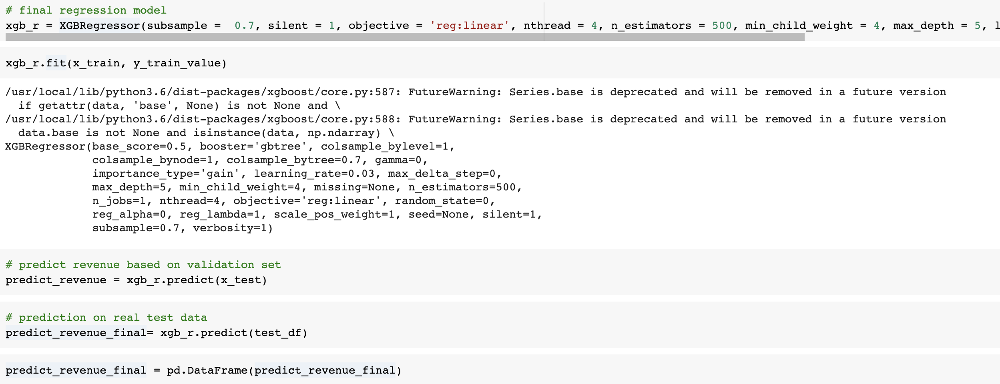 # final regression model
xgb_r = XGBRegressor(subsample =  0.7, silent = 1, objective = 'reg:linear', nthread = 4, n_estimators = 500, min_child_weight = 4, max_depth = 5, l
xgb_r.fit(x_train, y_train_value)
/usr/local/lib/python3.6/dist-packages/xgboost/core.py:587: FutureWarning: Series.base is deprecated and will be removed in a future version
  if getattr(data, 'base', None) is not None and \
/usr/local/lib/python3.6/dist-packages/xgboost/core.py:588: FutureWarning: Series.base is deprecated and will be removed in a future version
  data.base is not None and isinstance(data, np.ndarray) \
XGBRegressor(base_score=0.5, booster='gbtree', colsample_bylevel=1,
             colsample_bynode=1, colsample_bytree=0.7, gamma=0,
             importance_type='gain', learning_rate=0.03, max_delta_step=0,
             max_depth=5, min_child_weight=4, missing=None, n_estimators=500,
             n_jobs=1, nthread=4, objective='reg:linear', random_state=0,
             reg_alpha=0, reg_lambda=1, scale_pos_weight=1, seed=None, silent=1,
             subsample=0.7, verbosity=1)
# predict revenue based on validation set
predict_revenue = xgb_r.predict(x_test)
# prediction on real test data
predict_revenue_final= xgb_r.predict(test_df)
predict_revenue_final = pd.DataFrame(predict_revenue_final)